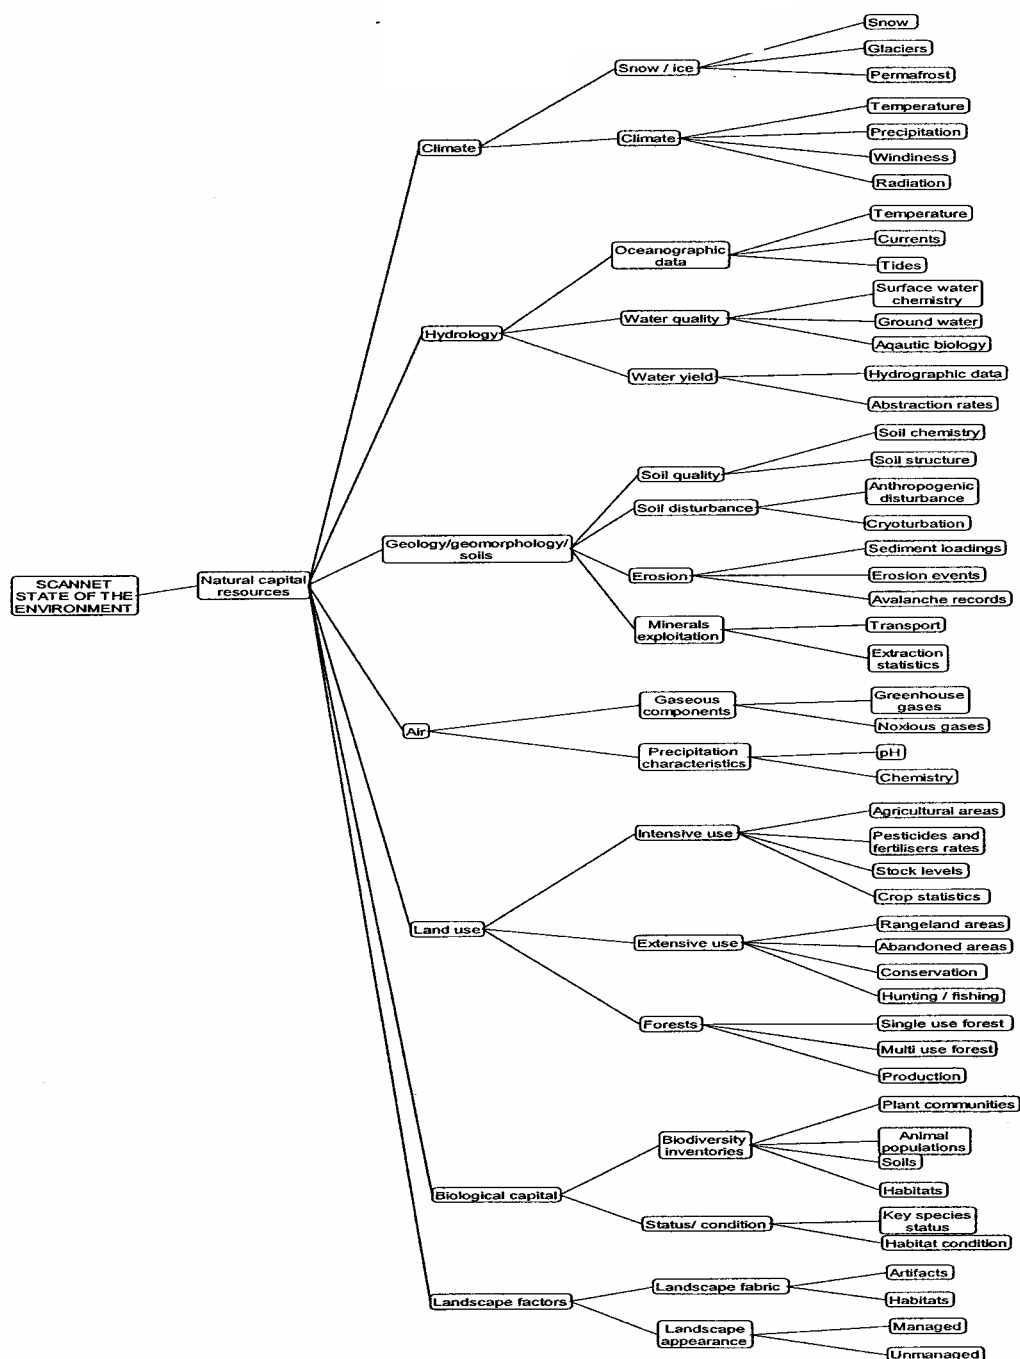 SCANNET
STATE OF THE
ENVIRONMENT
Natural capital
resources
Climate
Snow / ice
Snow
Glaciers
Permafrost
Climate
Temperature
Precipitation
Windiness
Radiation
Hydrology
Oceanographic
data
Temperature
Currents
Tides
Water quality
Surface water
chemistry
Ground water
Aqautic biology
Water yield
Hydrographic data
Abstraction rates
Geology/geomorphology/
soils
Soil quality
Soil chemistry
Soil structure
Soil disturbance
Anthropogenic
disturbance
Cryoturbation
Erosion
Sediment loadings
Erosion events
Avalanche records
Minerals
exploitation
Transport
Extraction
statistics
Air
Gaseous
components
Greenhouse
gases
Noxious gases
Precipitation
characteristics
pH
Chemistry
Land use
Intensive use
Agricultural areas
Pesticides and
fertilisers rates
Stock levels
Crop statistics
Extensive use
Rangeland areas
Abandoned areas
Conservation
Hunting / fishing
Forests
Single use forest
Multi use forest
Production
Biological capital
Biodiversity
inventories
Plant communities
Animal
populations
Soils
Habitats
Status/ condition
Key species
status
Habitat condition
Landscape factors
Landscape fabric
Artifacts
Habitats
Landscape
appearance
Managed
Unmanaged